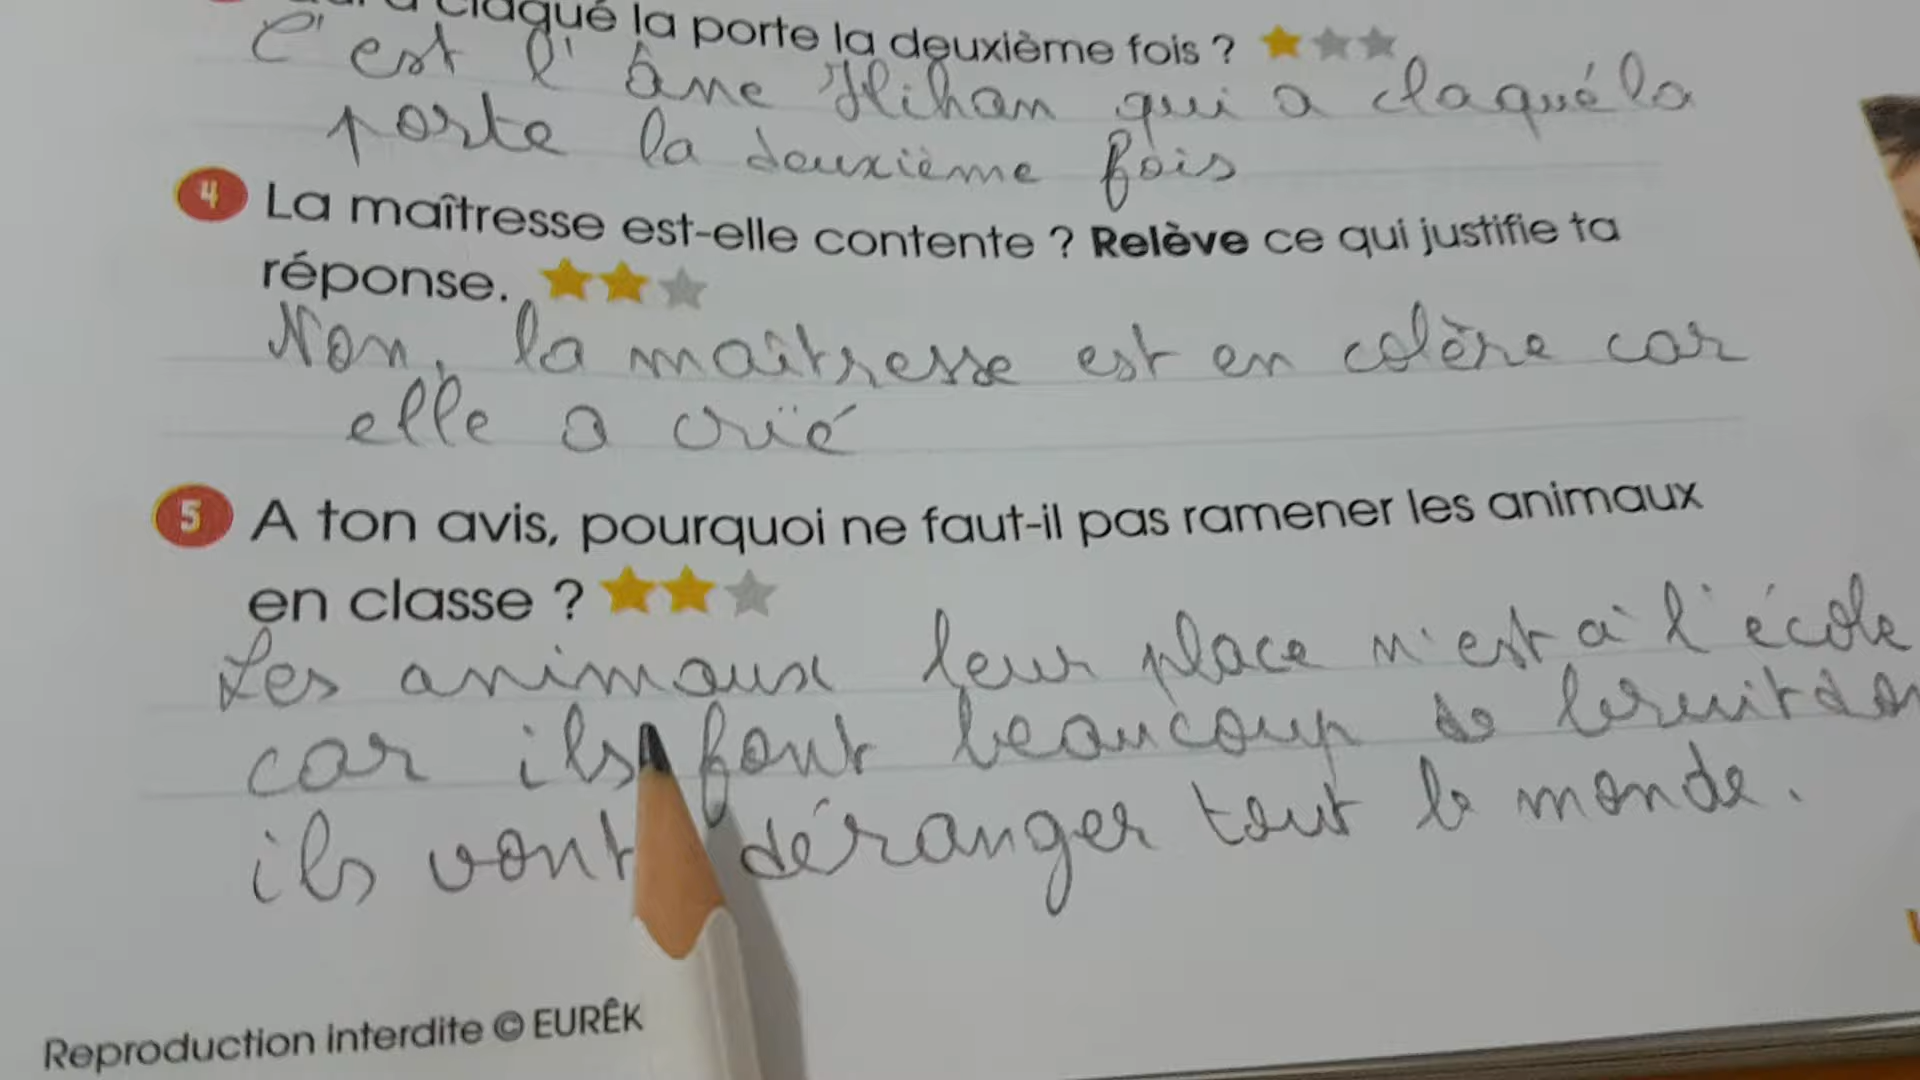 claqué la porte la deuxième fois ?
C'est l'âne Hihan qui a claqué la
porte la deuxième fois
4 La maîtresse est-elle contente ? Relève ce qui justifie ta
réponse.
Non, la maîtresse est en colère car
elle a crié
5 A ton avis, pourquoi ne faut-il pas ramener les animaux
en classe ?
Les animaux leur place n'est à l'école
car ils font beaucoup de bruit
ils vont déranger tout le monde.
Reproduction interdite © EURÊK